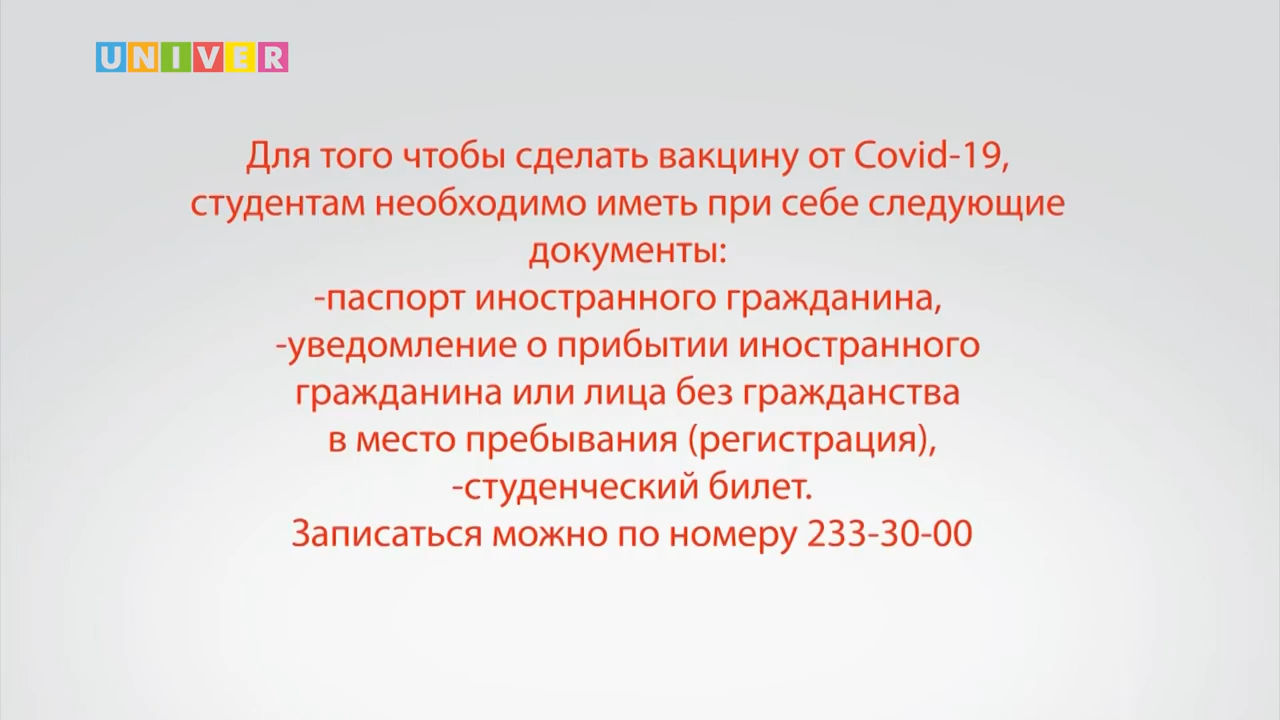 UNIVER
Для того чтобы сделать вакцину от Covid-19,
студентам необходимо иметь при себе следующие
документы:
-паспорт иностранного гражданина,
-уведомление о прибытии иностранного
гражданина или лица без гражданства
в место пребывания (регистрация),
-студенческий билет.
Записаться можно по номеру 233-30-00